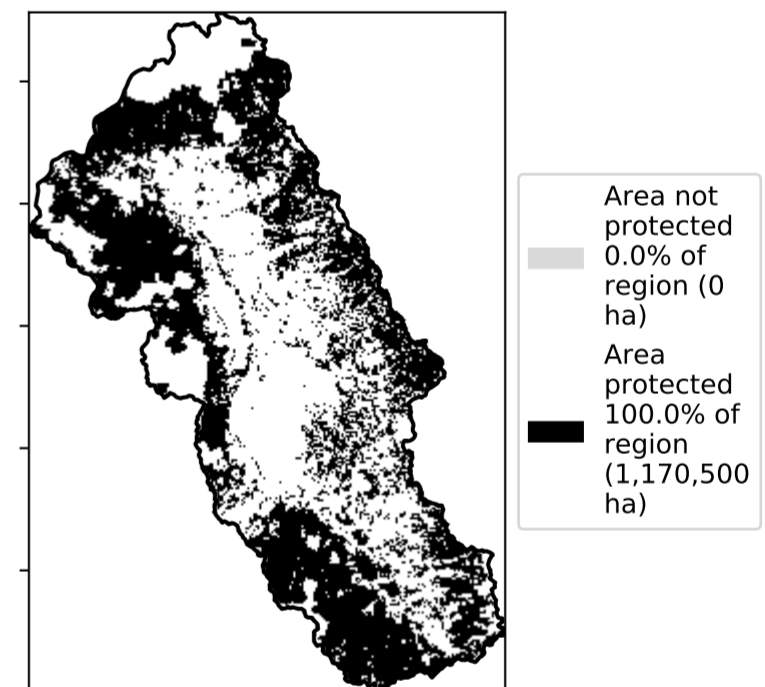 Area not
protected
0.0% of
region (0
ha)
Area
protected
100.0% of
region
(1,170,500
ha)